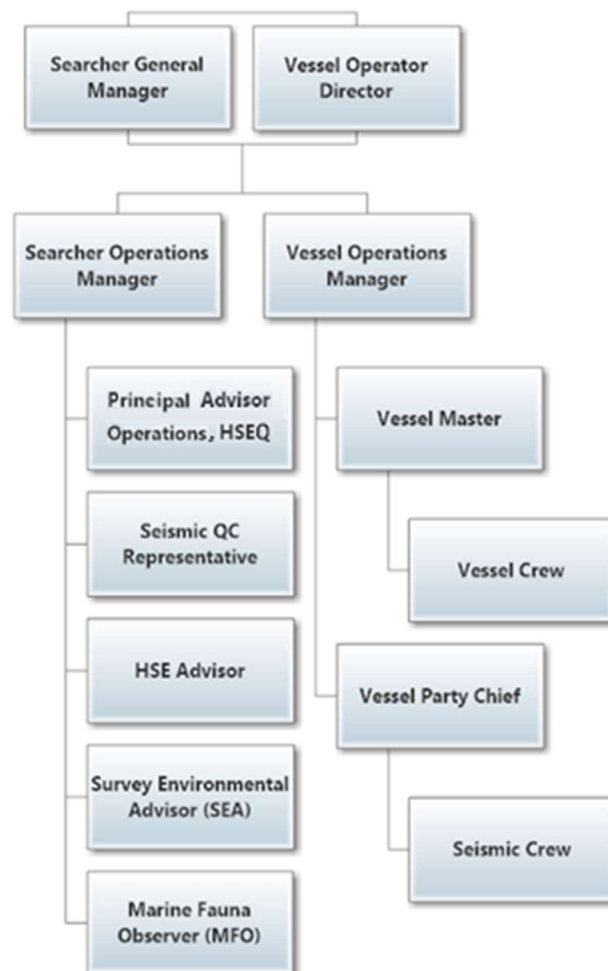 Searcher General
Manager
Vessel Operator
Director
Searcher Operations
Manager
Vessel Operations
Manager
Principal Advisor
Operations, HSEQ
Seismic QC
Representative
HSE Advisor
Survey Environmental
Advisor (SEA)
Marine Fauna
Observer (MFO)
Vessel Master
Vessel Crew
Vessel Party Chief
Seismic Crew